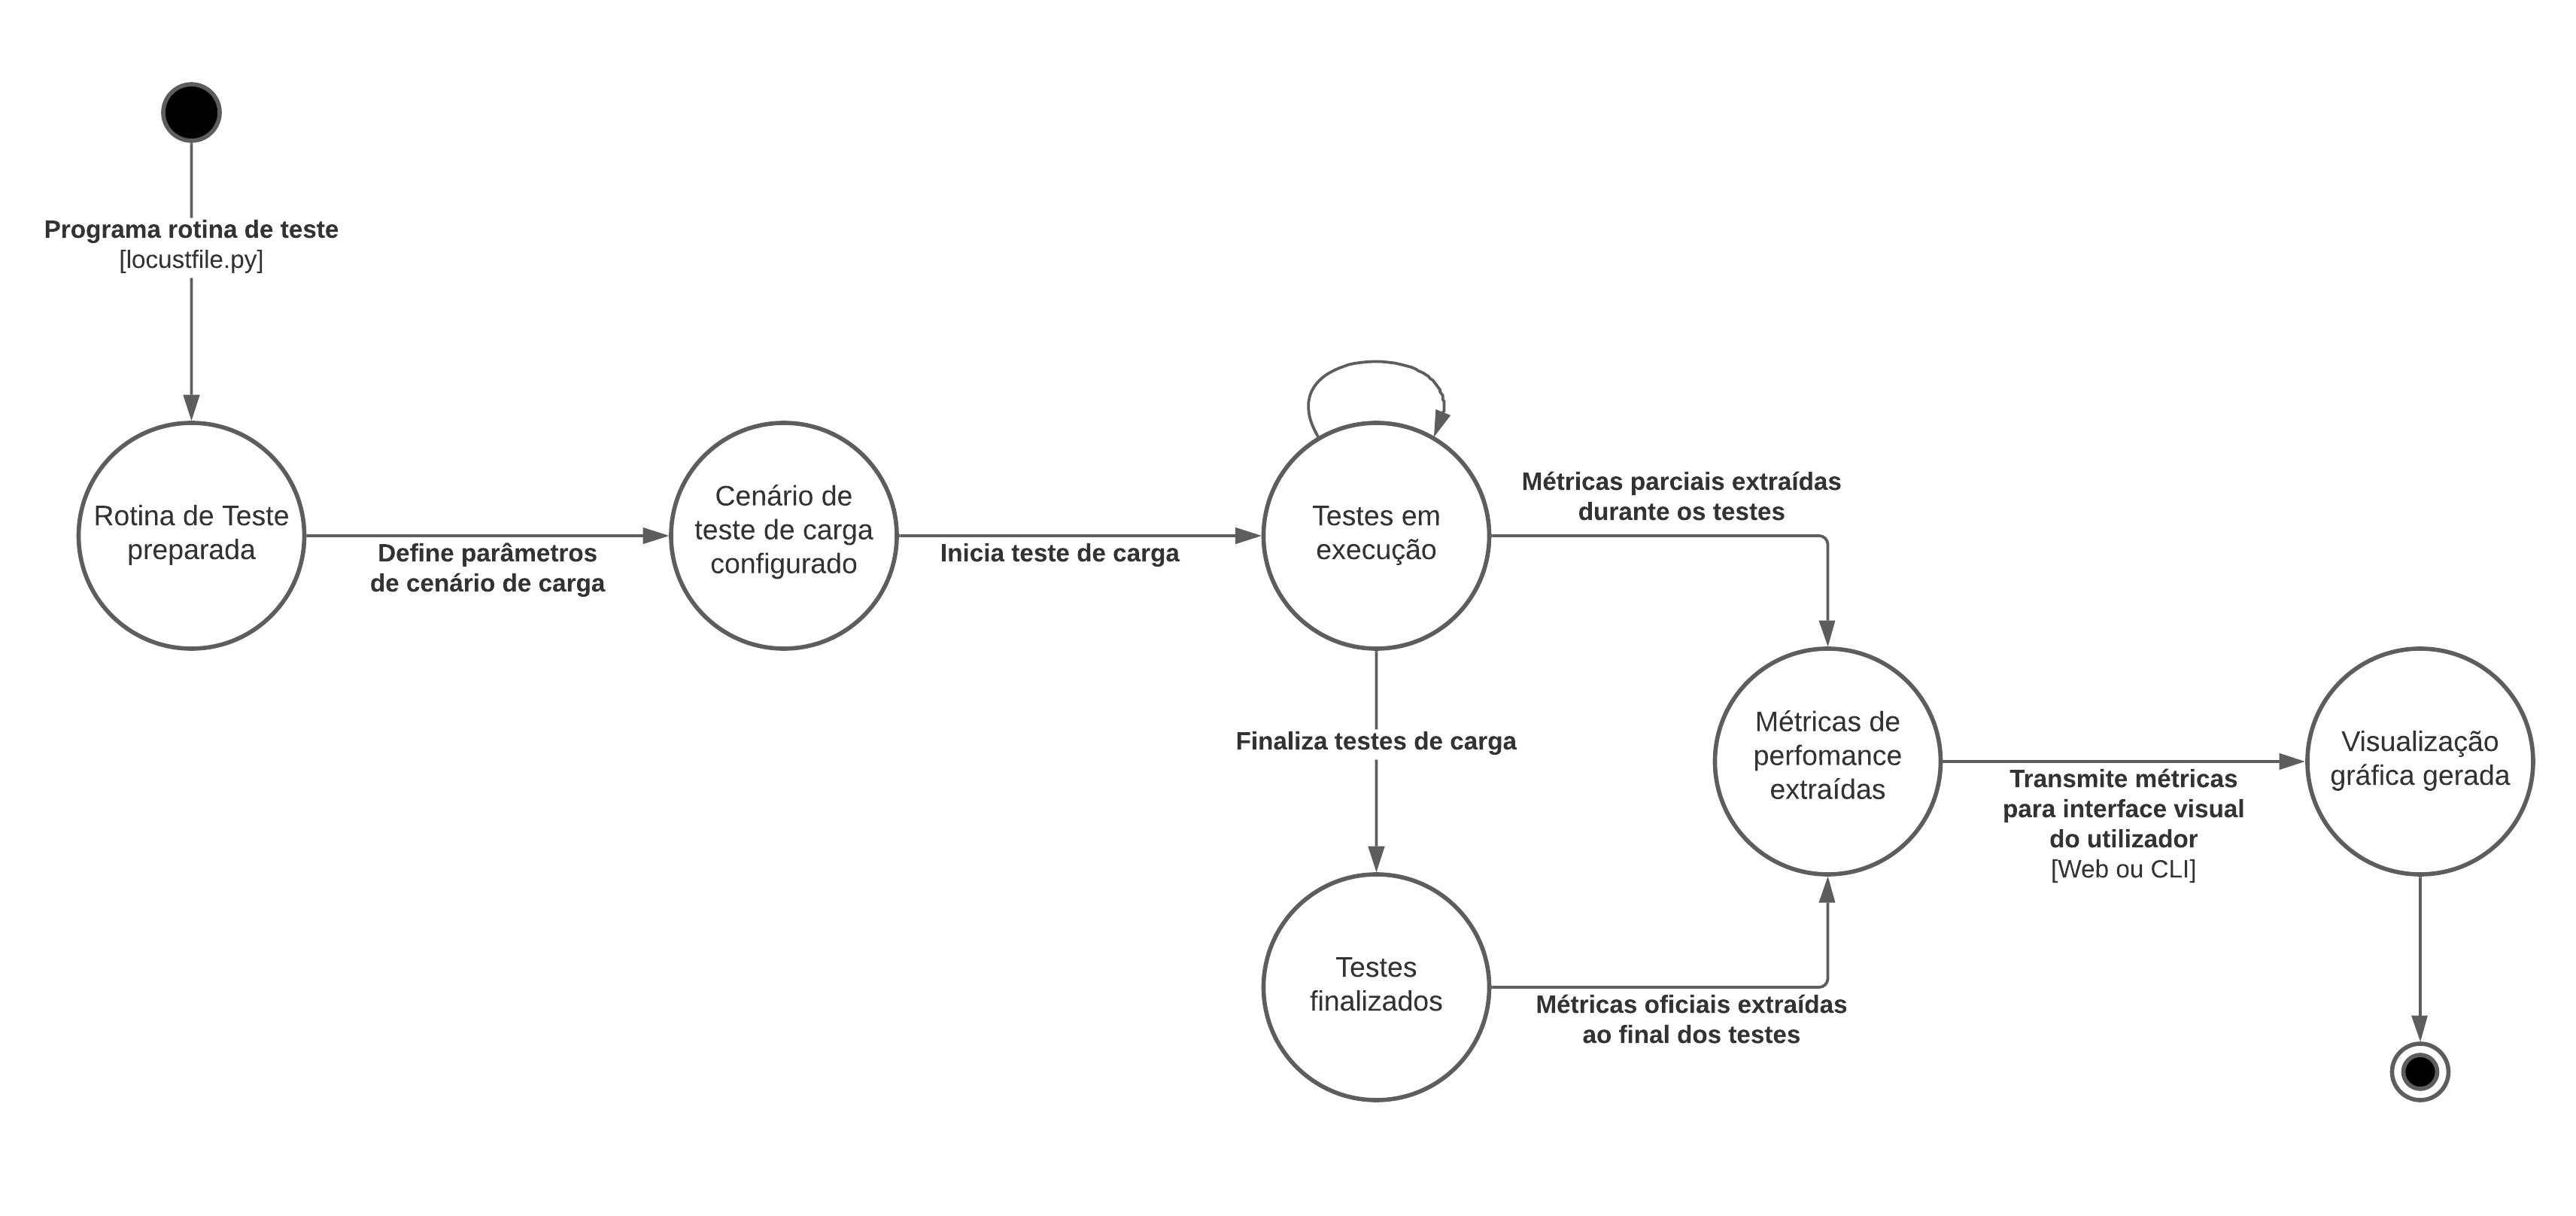 Programa rotina de teste
[locustfile.py]
Rotina de Teste
preparada
Define parâmetros
de cenário de carga
Cenário de
teste de carga
configurado
Inicia teste de carga
Testes em
execução
Métricas parciais extraídas
durante os testes
Finaliza testes de carga
Testes
finalizados
Métricas oficiais extraídas
ao final dos testes
Métricas de
perfomance
extraídas
Transmite métricas
para interface visual
do utilizador
[Web ou CLI]
Visualização
gráfica gerada